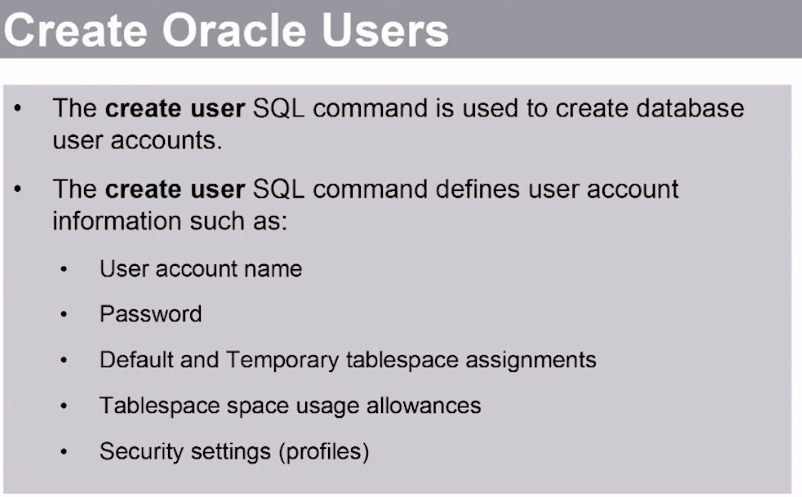 Create Oracle Users
• The create user SQL command is used to create database
user accounts.
• The create user SQL command defines user account
information such as:
• User account name
• Password
• Default and Temporary tablespace assignments
• Tablespace space usage allowances
• Security settings (profiles)